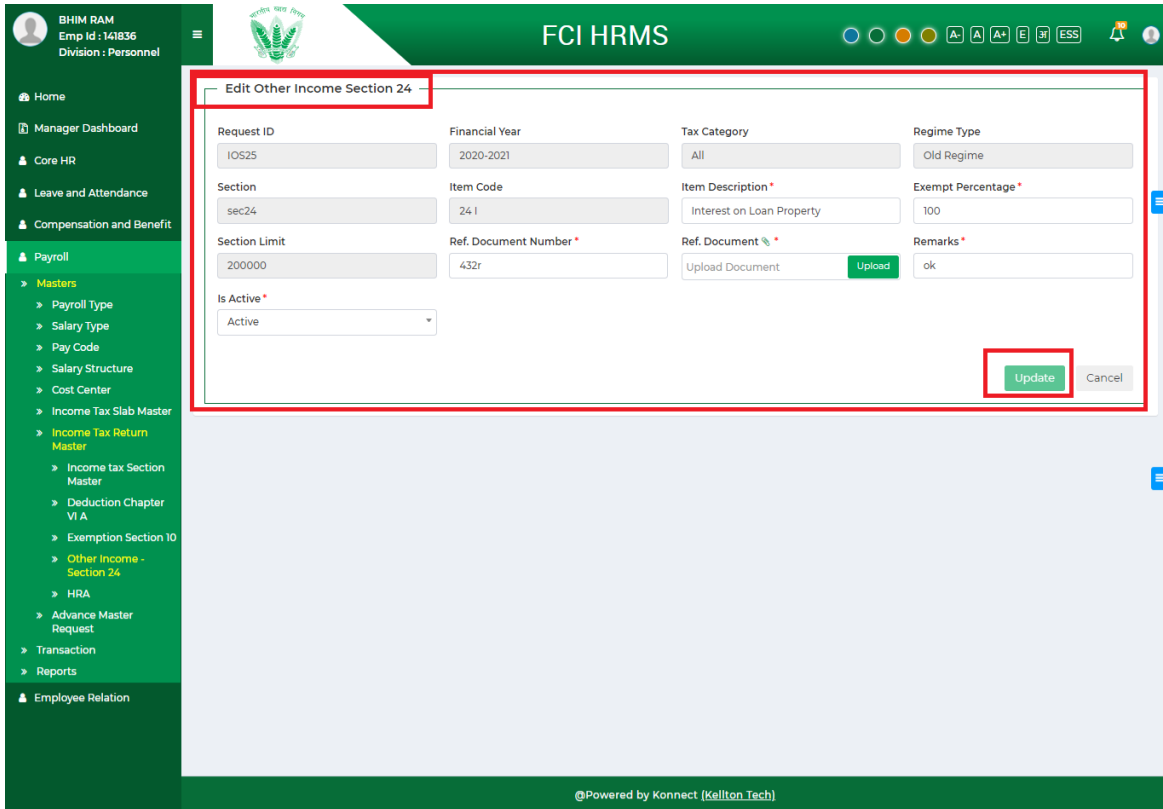 BHIM RAM
Emp Id : 141836
Division : Personnel
भारतीय खाद्य निगम
FCI HRMS
A- A A+ E अ ESS
10
Home
Manager Dashboard
Core HR
Leave and Attendance
Compensation and Benefit
Payroll
» Masters
» Payroll Type
» Salary Type
» Pay Code
» Salary Structure
» Cost Center
» Income Tax Slab Master
» Income Tax Return
Master
» Income tax Section
Master
» Deduction Chapter
VI A
» Exemption Section 10
» Other Income -
Section 24
» HRA
» Advance Master
Request
» Transaction
» Reports
Employee Relation
Edit Other Income Section 24
Request ID Financial Year Tax Category Regime Type
IOS25 2020-2021 All Old Regime
Section Item Code Item Description * Exempt Percentage *
sec24 24 I Interest on Loan Property 100
Section Limit Ref. Document Number * Ref. Document * Remarks *
200000 432r Upload Document Upload ok
Is Active *
Active
Update Cancel
@Powered by Konnect (Kellton Tech)